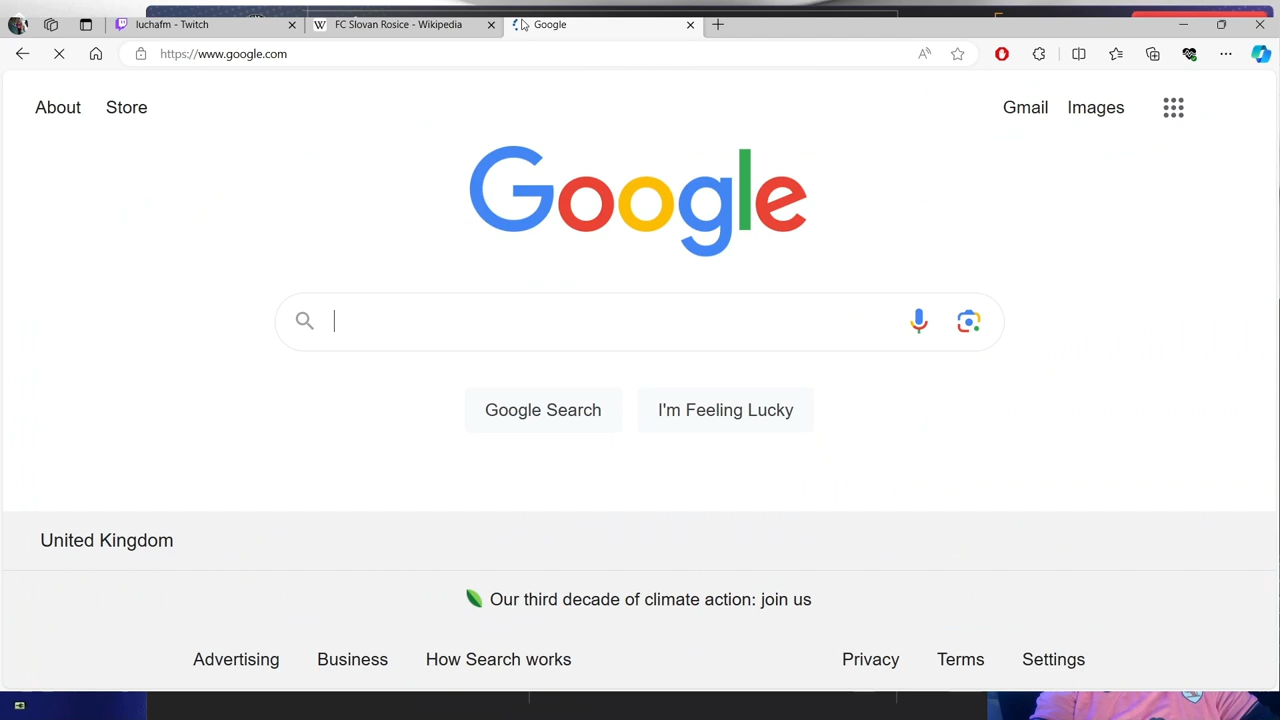 luchafm - Twitch
FC Slovan Rosice - Wikipedia
Google
https://www.google.com
About
Store
Gmail
Images
Google
Google Search
I'm Feeling Lucky
United Kingdom
Our third decade of climate action: join us
Advertising
Business
How Search works
Privacy
Terms
Settings